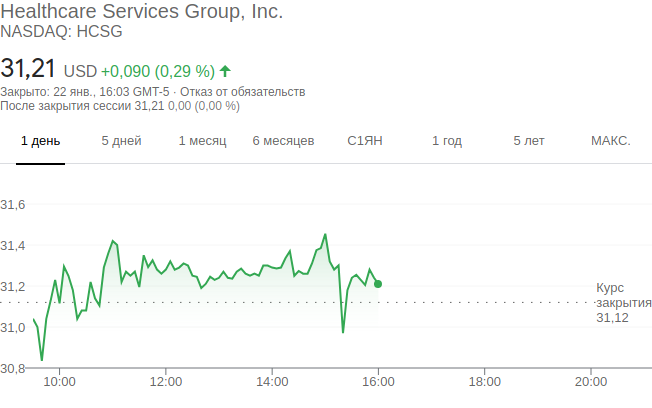 Healthcare Services Group, Inc.
NASDAQ: HCSG
31,21 USD +0,090 (0,29 %)
Закрыто: 22 янв., 16:03 GMT-5 · Отказ от обязательств
После закрытия сессии 31,21 0,00 (0,00 %)
1 день 5 дней 1 месяц 6 месяцев С1ЯН 1 год 5 лет МАКС.
31,6
31,4
31,2
31,0
30,8
Курс
закрытия
31,12
10:00 12:00 14:00 16:00 18:00 20:00